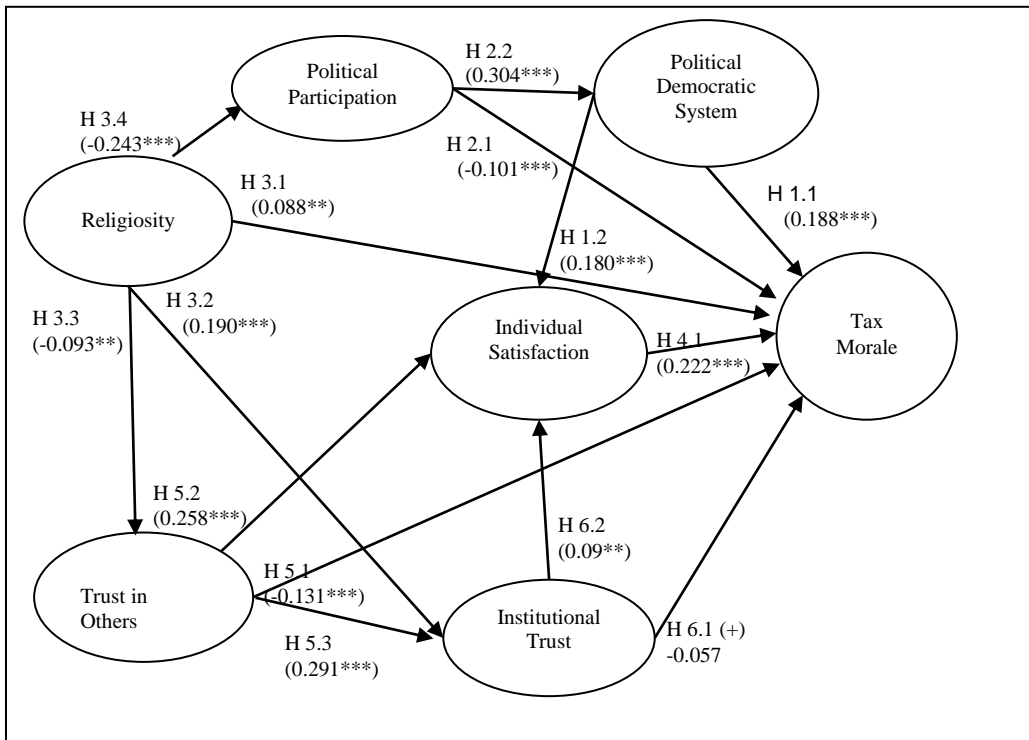 H 2.2
(0.304***)
Political
Participation
Political
Democratic
System
H 3.4
(-0.243***)
H 2.1
(-0.101***)
H 3.1
(0.088**)
H 1.1
(0.188***)
Religiosity
H 1.2
(0.180***)
H 3.3
(-0.093**)
H 3.2
(0.190***)
Individual
Satisfaction
H 4.1
(0.222***)
Tax
Morale
H 5.2
(0.258***)
H 6.2
(0.09**)
Trust in
Others
H 5.1
(-0.131***)
H 5.3
(0.291***)
Institutional
Trust
H 6.1 (+)
-0.057